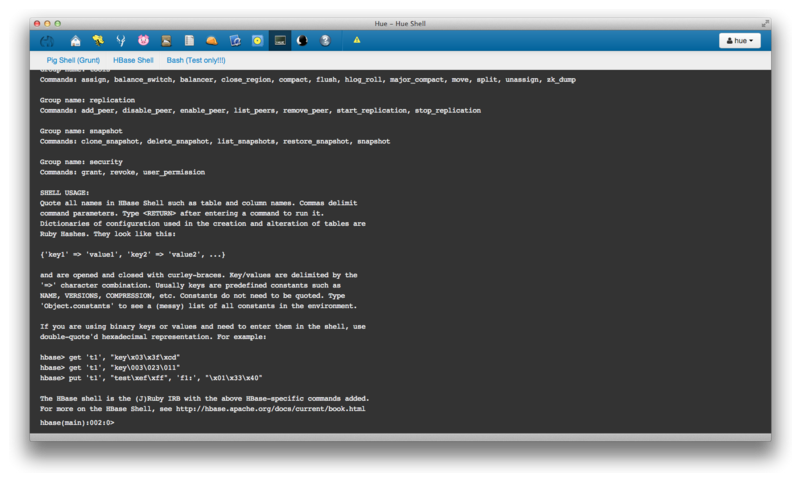 Hue – Hue Shell
hue
Pig Shell (Grunt) HBase Shell Bash (Test only!!!)
Group name: tools
Commands: assign, balance_switch, balancer, close_region, compact, flush, hlog_roll, major_compact, move, split, unassign, zk_dump
Group name: replication
Commands: add_peer, disable_peer, enable_peer, list_peers, remove_peer, start_replication, stop_replication
Group name: snapshot
Commands: clone_snapshot, delete_snapshot, list_snapshots, restore_snapshot, snapshot
Group name: security
Commands: grant, revoke, user_permission
SHELL USAGE:
Quote all names in HBase Shell such as table and column names. Commas delimit
command parameters. Type <RETURN> after entering a command to run it.
Dictionaries of configuration used in the creation and alteration of tables are
Ruby Hashes. They look like this:
{'key1' => 'value1', 'key2' => 'value2', ...}
and are opened and closed with curley-braces. Key/values are delimited by the
'=>' character combination. Usually keys are predefined constants such as
NAME, VERSIONS, COMPRESSION, etc. Constants do not need to be quoted. Type
'Object.constants' to see a (messy) list of all constants in the environment.
If you are using binary keys or values and need to enter them in the shell, use
double-quote'd hexadecimal representation. For example:
hbase> get 't1', "key\x03\x3f\xcd"
hbase> get 't1', "key\003\023\011"
hbase> put 't1', "test\xef\xff", 'f1:', "\x01\x33\x40"
The HBase shell is the (J)Ruby IRB with the above HBase-specific commands added.
For more on the HBase Shell, see http://hbase.apache.org/docs/current/book.html
hbase(main):002:0>